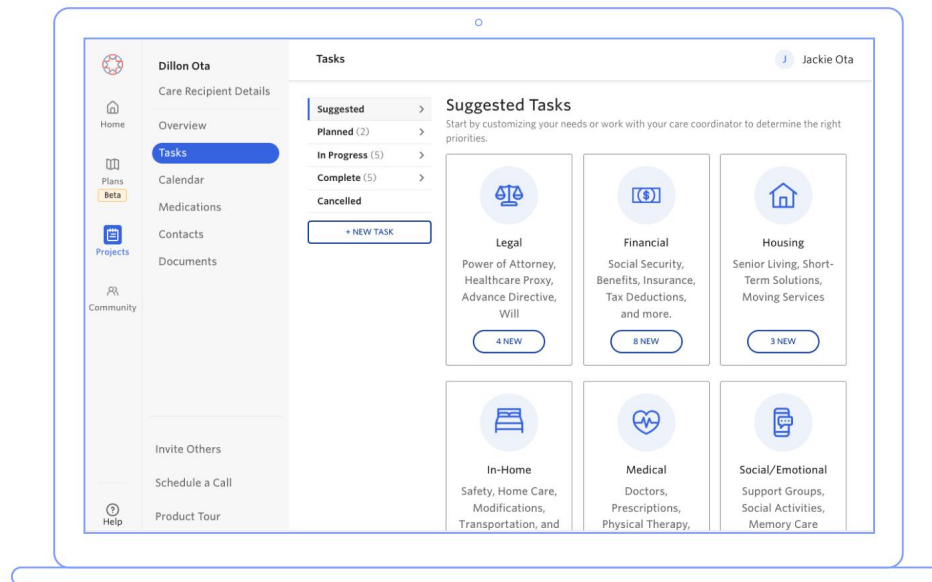 Home
Plans
Beta
Projects
Community
Help
Dillon Ota
Care Recipient Details
Overview
Tasks
Calendar
Medications
Contacts
Documents
Invite Others
Schedule a Call
Product Tour
Tasks
J Jackie Ota
Suggested
Planned (2)
In Progress (5)
Complete (5)
Cancelled
+ NEW TASK
Suggested Tasks
Start by customizing your needs or work with your care coordinator to determine the right
priorities.
Legal
Power of Attorney,
Healthcare Proxy,
Advance Directive,
Will
4 NEW
Financial
Social Security,
Benefits, Insurance,
Tax Deductions,
and more.
8 NEW
Housing
Senior Living, Short-
Term Solutions,
Moving Services
3 NEW
In-Home
Safety, Home Care,
Modifications,
Transportation, and
Medical
Doctors,
Prescriptions,
Physical Therapy,
Social/Emotional
Support Groups,
Social Activities,
Memory Care